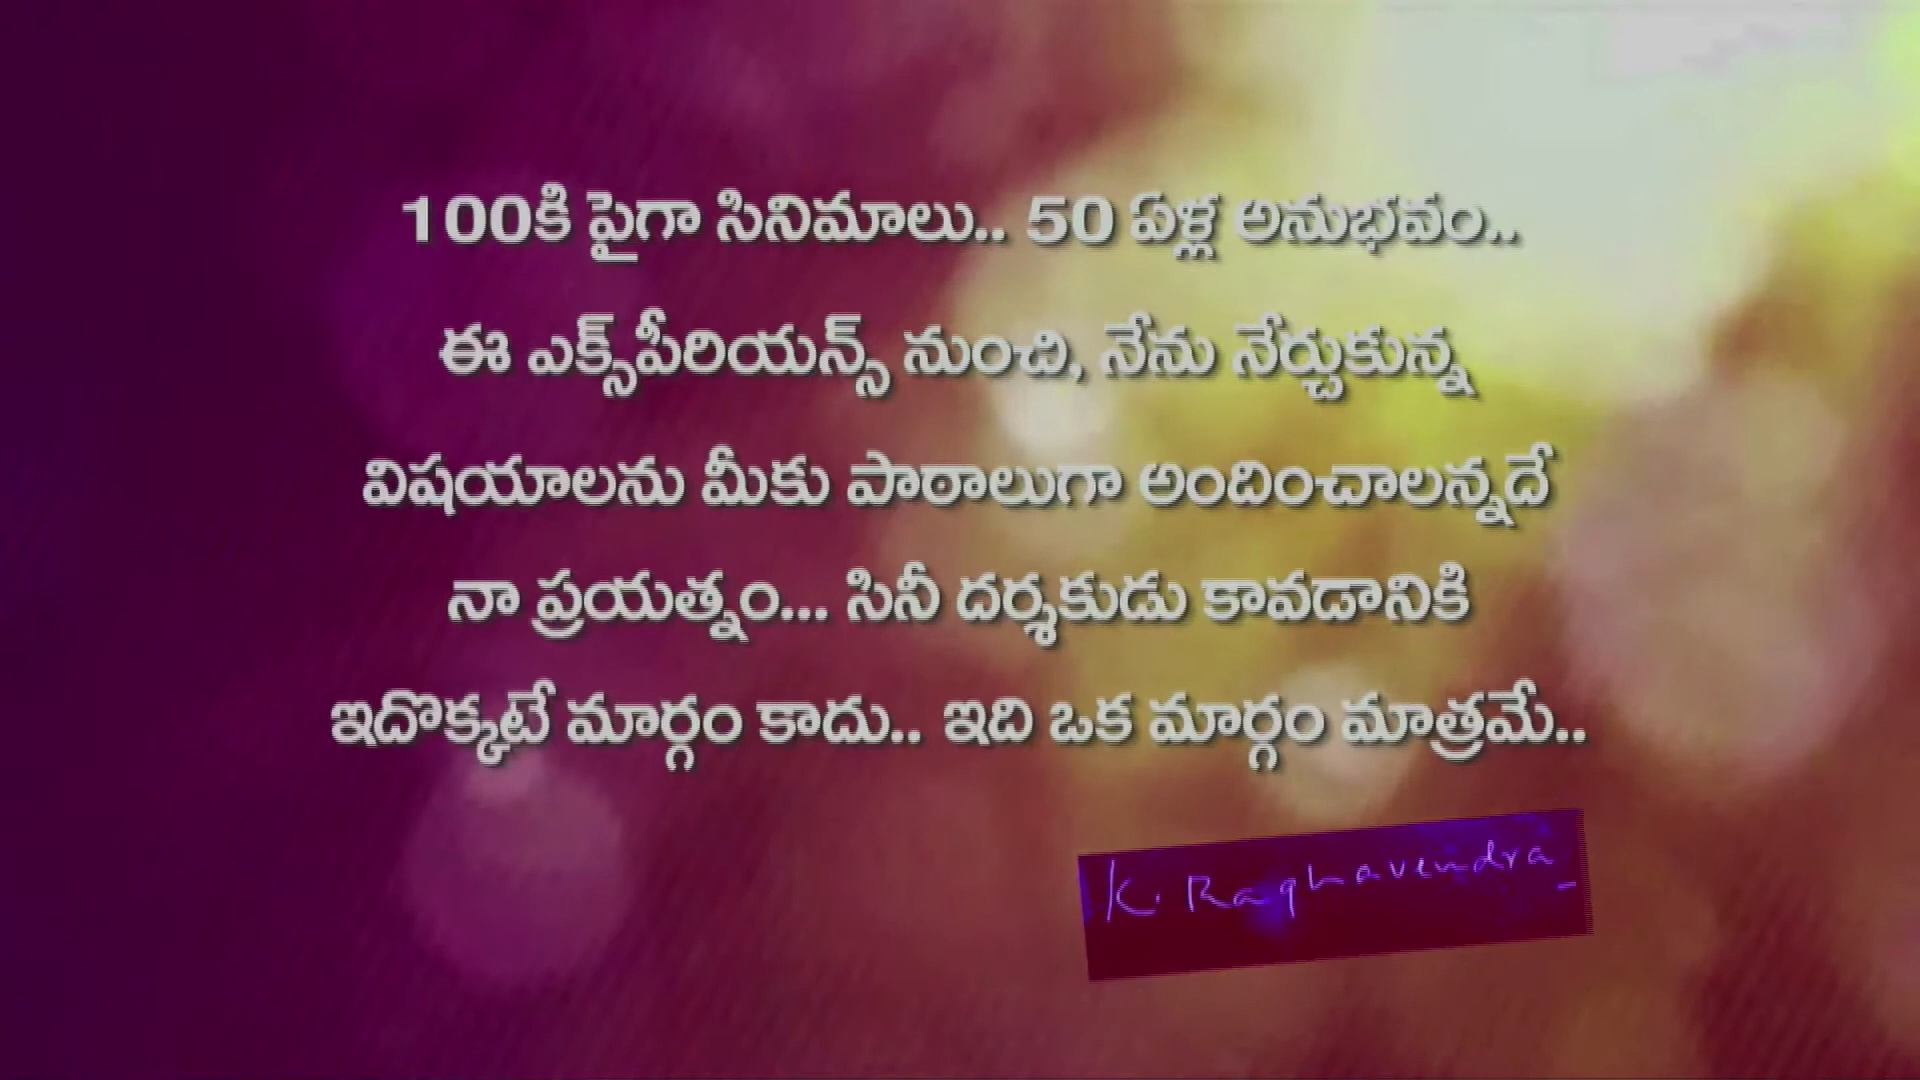 100కి పైగా సినిమాలు.. 50 ఏళ్ల అనుభవం..
ఈ ఎక్స్‌పీరియన్స్ నుంచి, నేను నేర్చుకున్న
విషయాలను మీకు పాఠాలుగా అందించాలన్నదే
నా ప్రయత్నం... సినీ దర్శకుడు కావడానికి
ఇదొక్కటే మార్గం కాదు.. ఇది ఒక మార్గం మాత్రమే..
K. Raghavendra